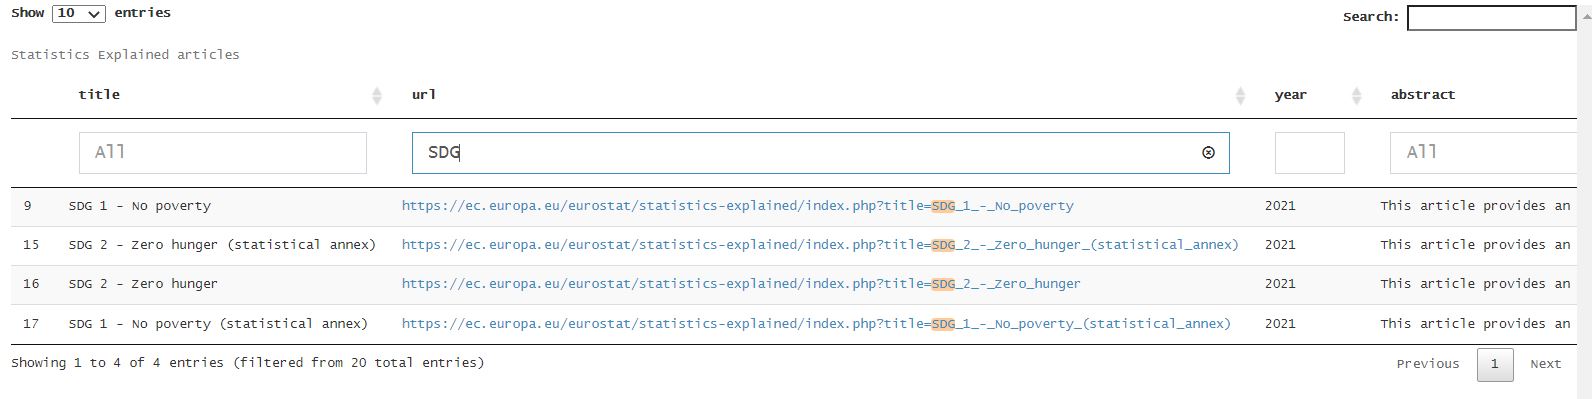 Show 10 entries Search:
Statistics Explained articles
title url year abstract
All SDG All
9 SDG 1 - No poverty https://ec.europa.eu/eurostat/statistics-explained/index.php?title=SDG_1_-_No_poverty 2021 This article provides an
15 SDG 2 - Zero hunger (statistical annex) https://ec.europa.eu/eurostat/statistics-explained/index.php?title=SDG_2_-_Zero_hunger_(statistical_annex) 2021 This article provides an
16 SDG 2 - Zero hunger https://ec.europa.eu/eurostat/statistics-explained/index.php?title=SDG_2_-_Zero_hunger 2021 This article provides an
17 SDG 1 - No poverty (statistical annex) https://ec.europa.eu/eurostat/statistics-explained/index.php?title=SDG_1_-_No_poverty_(statistical_annex) 2021 This article provides an
Showing 1 to 4 of 4 entries (filtered from 20 total entries) Previous 1 Next